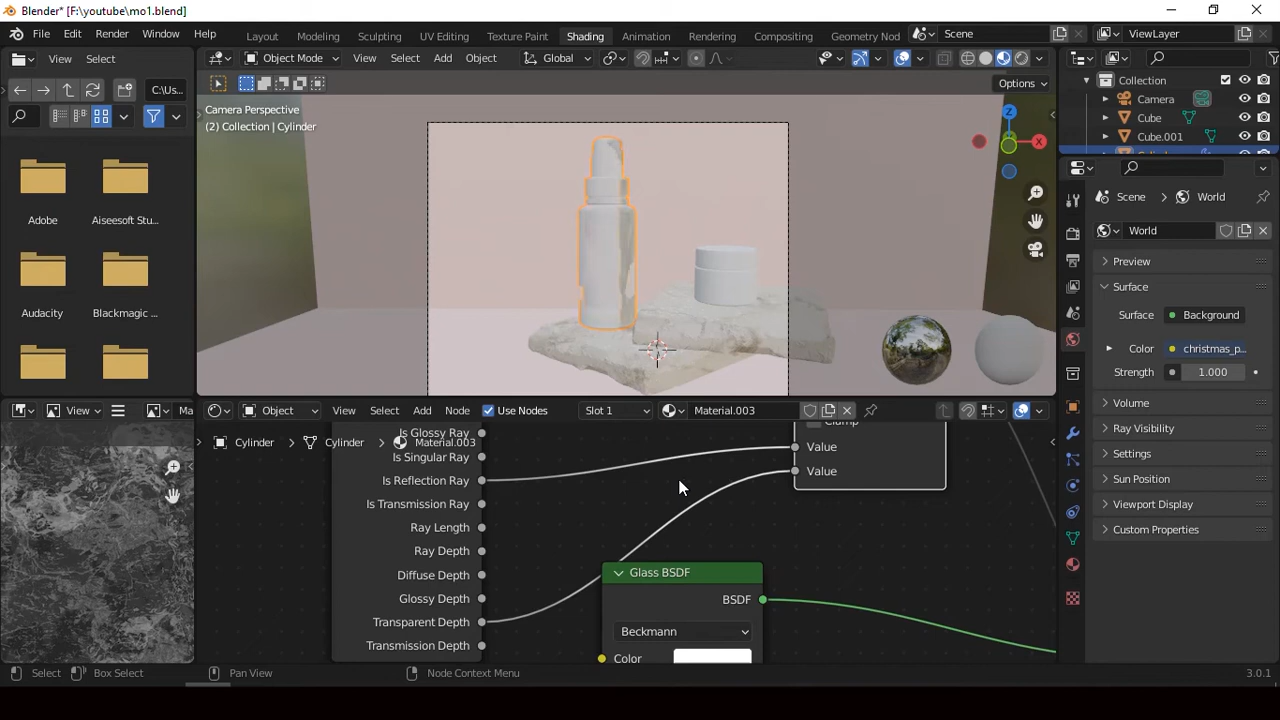 Blender* [F:\youtube\mo1.blend]
File Edit Render Window Help
Layout Modeling Sculpting UV Editing Texture Paint Shading Animation Rendering Compositing Geometry Nod
Scene
ViewLayer
View Select
Object Mode View Select Add Object Global
C:\Us...
Options
Camera Perspective
(2) Collection | Cylinder
X
Z
Collection
Camera
Cube
Cube.001
Scene World
World
Preview
Surface
Surface Background
Color christmas_p...
Strength 1.000
Volume
Ray Visibility
Settings
Sun Position
Viewport Display
Custom Properties
Adobe
Aiseesoft Stu...
Audacity
Blackmagic ...
View
Ma
Object View Select Add Node Use Nodes Slot 1 Material.003
Cylinder Cylinder Material.003
Is Glossy Ray
Is Singular Ray
Is Reflection Ray
Is Transmission Ray
Ray Length
Ray Depth
Diffuse Depth
Glossy Depth
Transparent Depth
Transmission Depth
Clamp
Value
Value
Glass BSDF
BSDF
Beckmann
Color
Select Box Select Pan View Node Context Menu 3.0.1